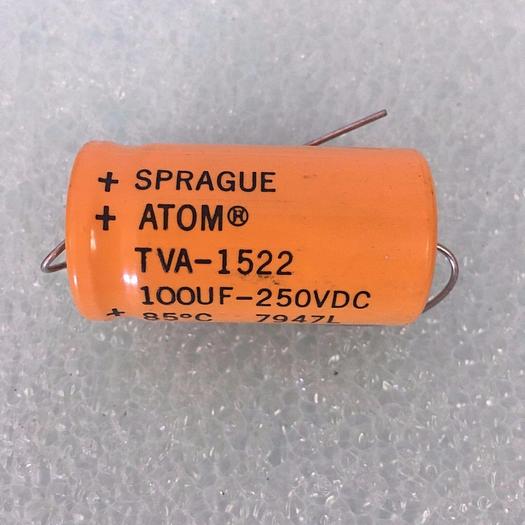 + SPRAGUE
+ ATOM®
TVA-1522
100UF-250VDC
+ 85°C 7947L